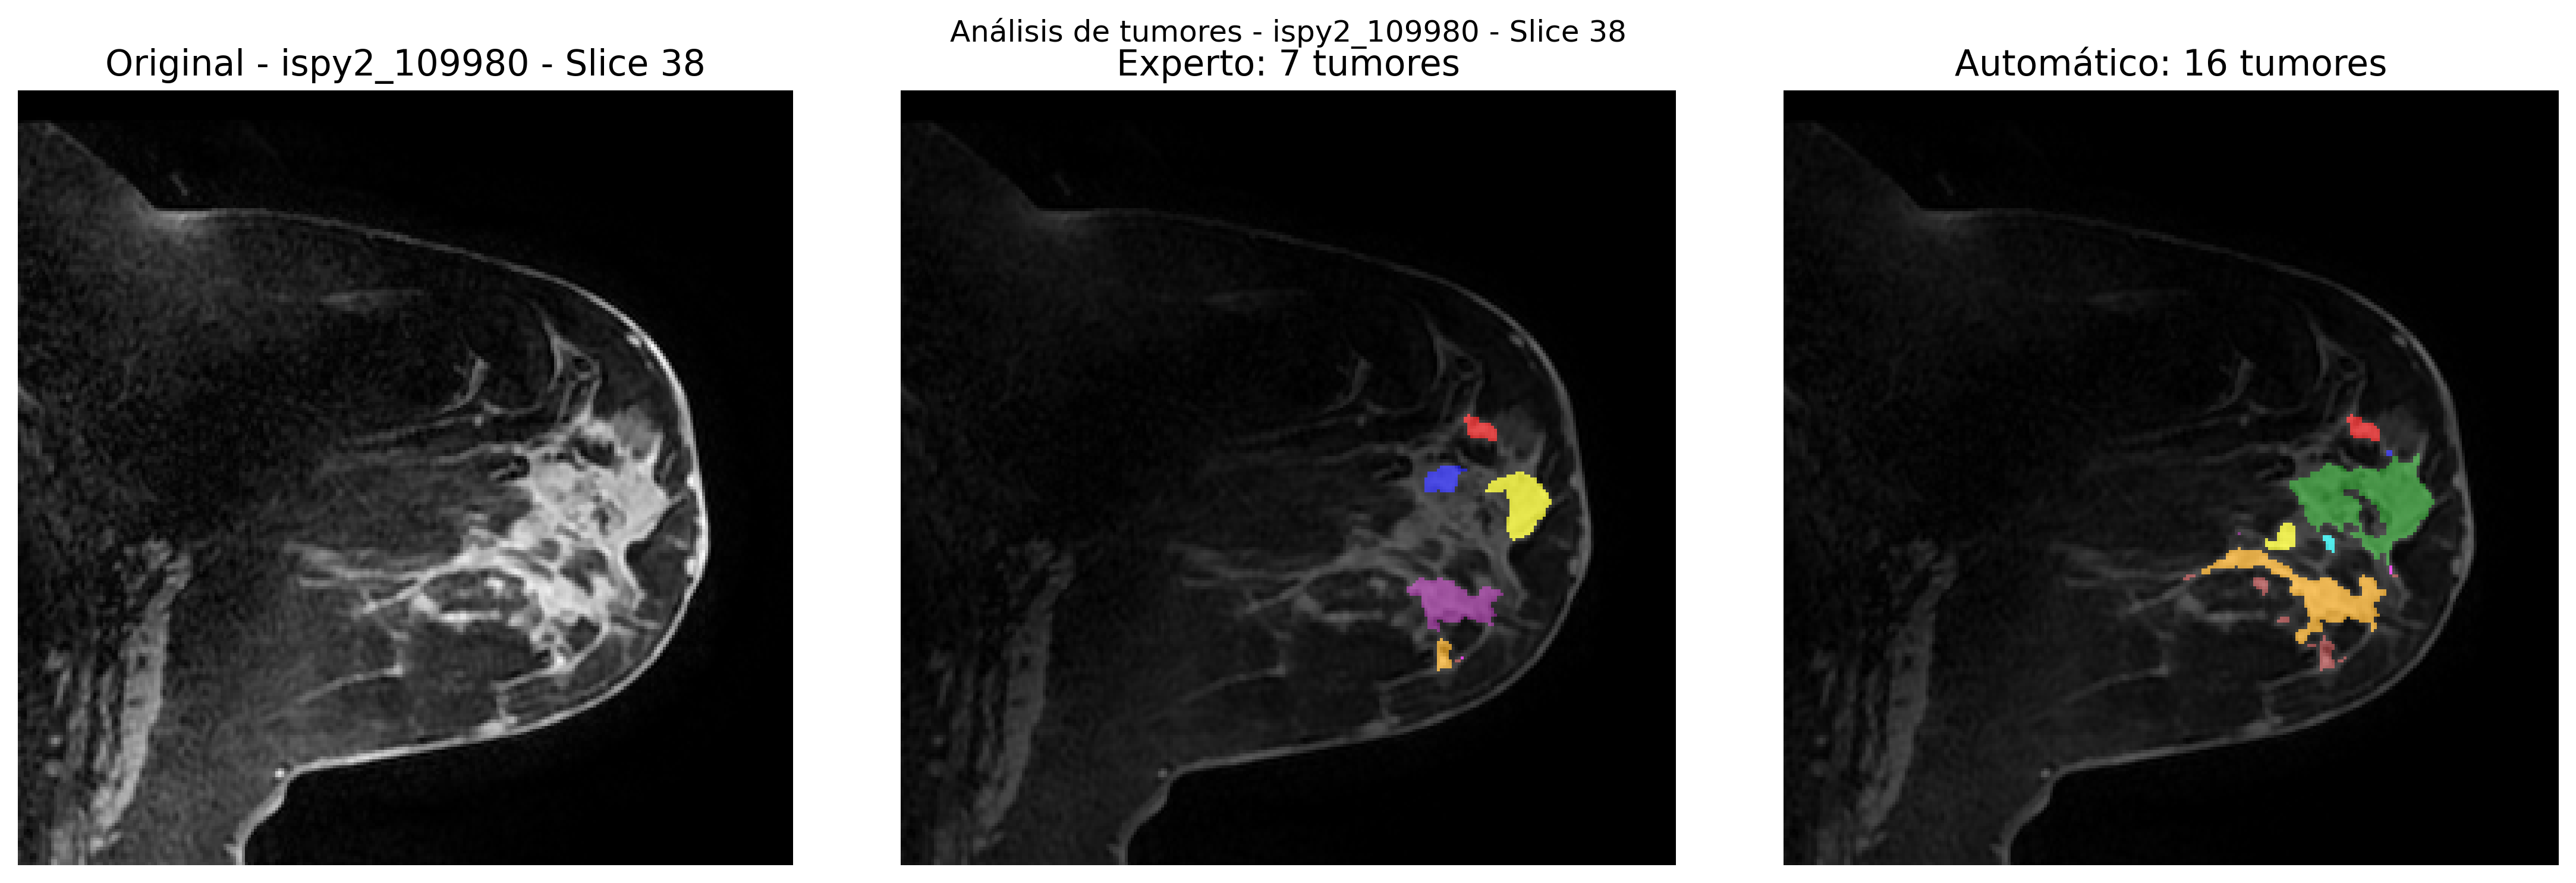 Análisis de tumores - ispy2_109980 - Slice 38
Original - ispy2_109980 - Slice 38
Experto: 7 tumores
Automático: 16 tumores